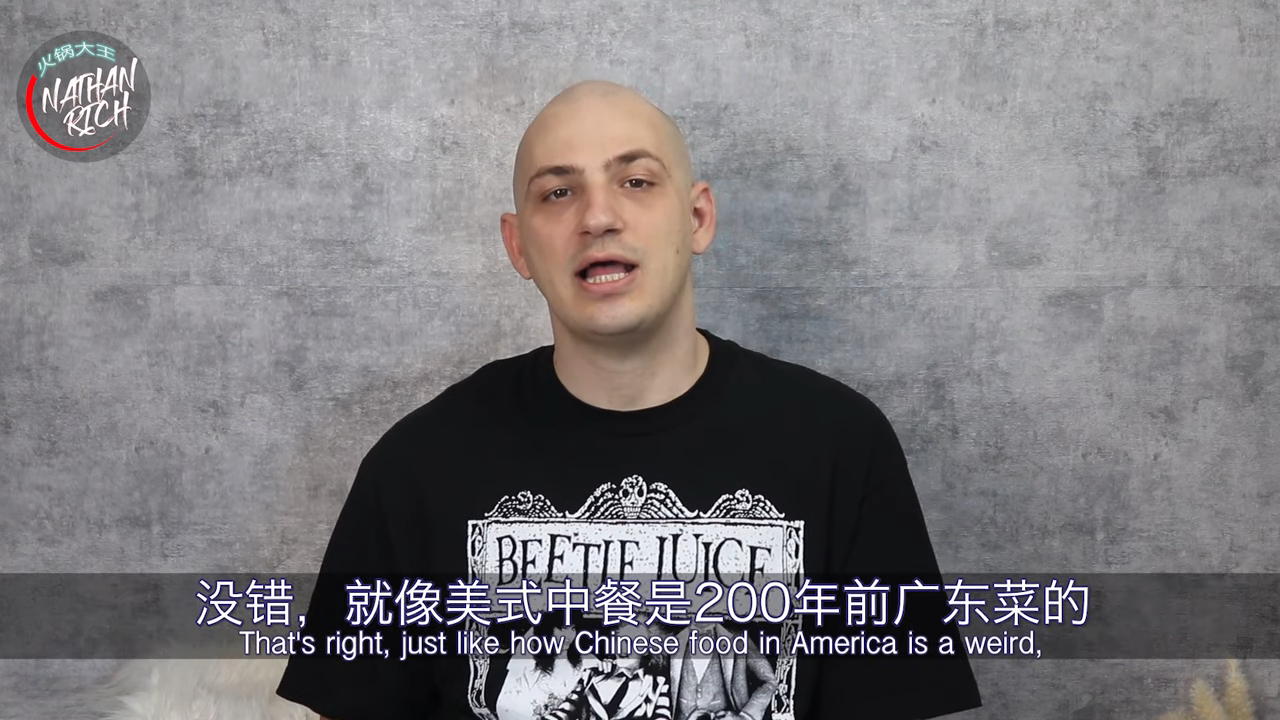 火锅大王
NATHAN
RICH
BEETLE JUICE
没错，就像美式中餐是200年前广东菜的
That's right, just like how Chinese food in America is a weird,